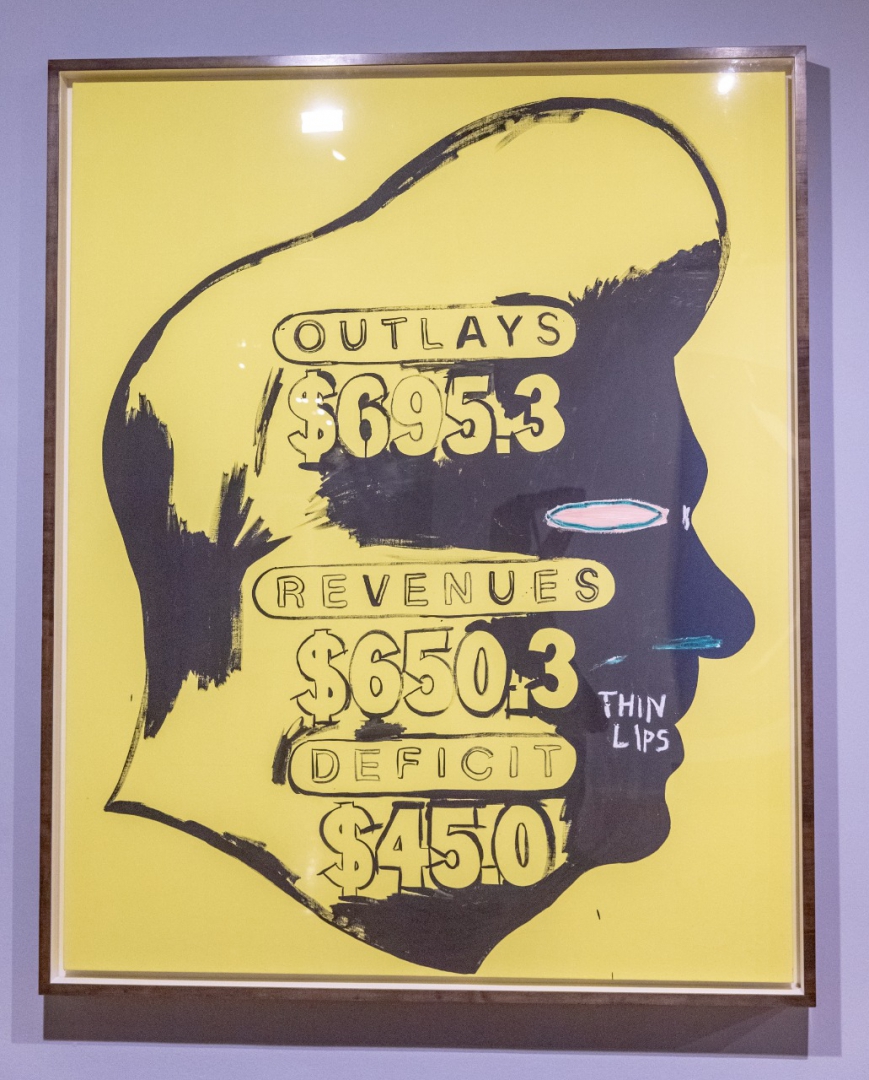 OUTLAYS
$695.3
REVENUES
$650.3
THIN
LIPS
DEFICIT
$45.0